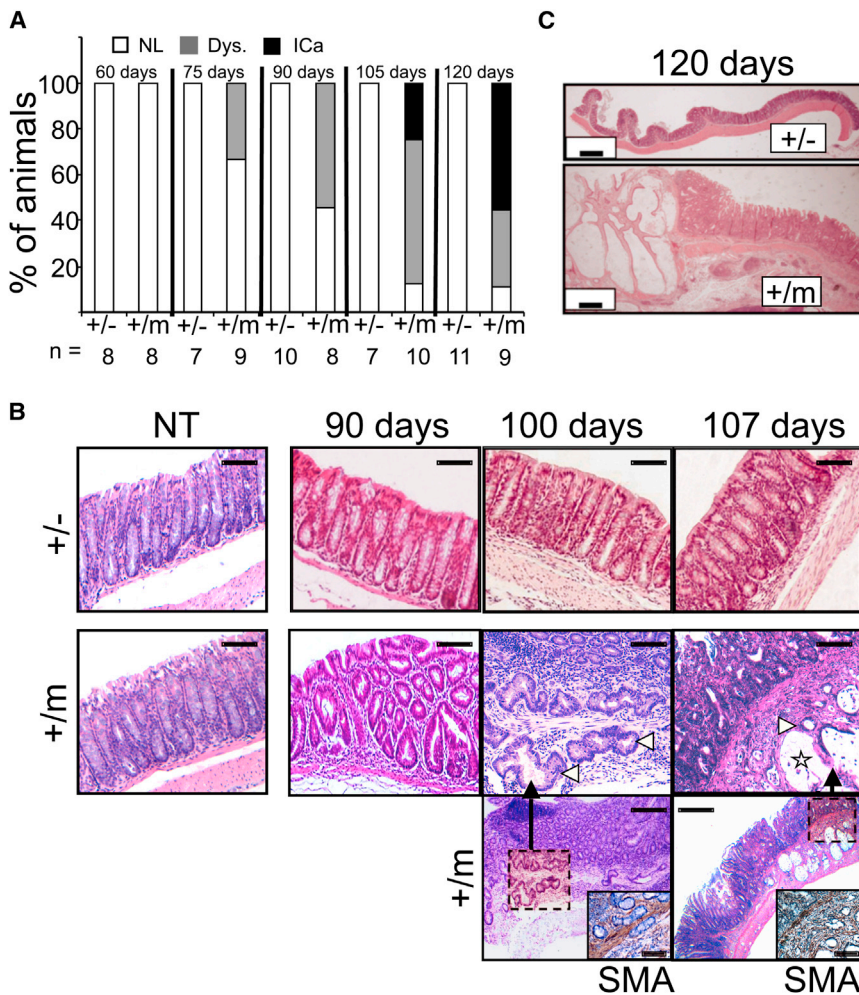 A
NL Dys. ICa
60 days 75 days 90 days 105 days 120 days
% of animals
100
80
60
40
20
+/- +/m +/- +/m +/- +/m +/- +/m +/- +/m
n = 8 8 7 9 10 8 7 10 11 9
C
120 days
+/-
+/m
B
NT 90 days 100 days 107 days
+/-
+/m
+/m
SMA SMA